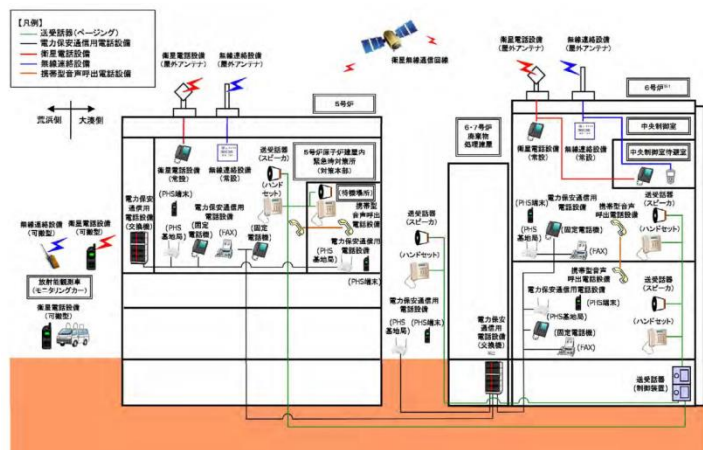 【凡例】
送受話器(ページング)
電力保安通信用電話設備
衛星電話設備
無線連絡設備
携帯型音声呼出電話設備
衛星電話設備
(屋外アンテナ)
無線連絡設備
(屋外アンテナ)
衛星無線通信回線
衛星電話設備
(屋外アンテナ)
無線連絡設備
(屋外アンテナ)
荒浜側
大湊側
5号炉
6号炉
衛星電話設備
(常設)
無線連絡設備
(常設)
送受話器
(スピーカ)
(ハンド
セット)
5号炉原子炉建屋内
緊急時対策所
(対策本部)
(待機場所)
携帯型
音声呼出
電話設備
電力保安通信用
電話設備
(PHS
基地局)
(PHS端末)
電力保安
通信用
電話設備
(交換機)
(PHS端末)
電力保安通信用
電話設備
(PHS
基地局)
(固定
電話機)
(FAX)
(固定
電話機)
無線連絡設備
(可搬型)
衛星電話設備
(可搬型)
放射能観測車
(モニタリングカー)
衛星電話設備
(可搬型)
送受話器
(スピーカ)
(ハンドセット)
電力保安通信用
電話設備
(PHS
基地局)
(PHS端末)
6・7号炉
廃棄物
処理建屋
電力保安
通信用
電話設備
(交換機)
衛星電話設備
(常設)
無線連絡設備
(常設)
中央制御室
中央制御室待避室
(PHS端末)
電力保安通信用
電話設備
(PHS
基地局)
(固定電話機)
(FAX)
携帯型音声
呼出電話設備
送受話器
(スピーカ)
(ハンドセット)
携帯型音声
呼出電話設備
電力保安通信用電話設備
(PHS
基地局)
(PHS端末)
(固定電話機)
(FAX)
送受話器
(スピーカ)
(ハンドセット)
送受話器
(制御装置)